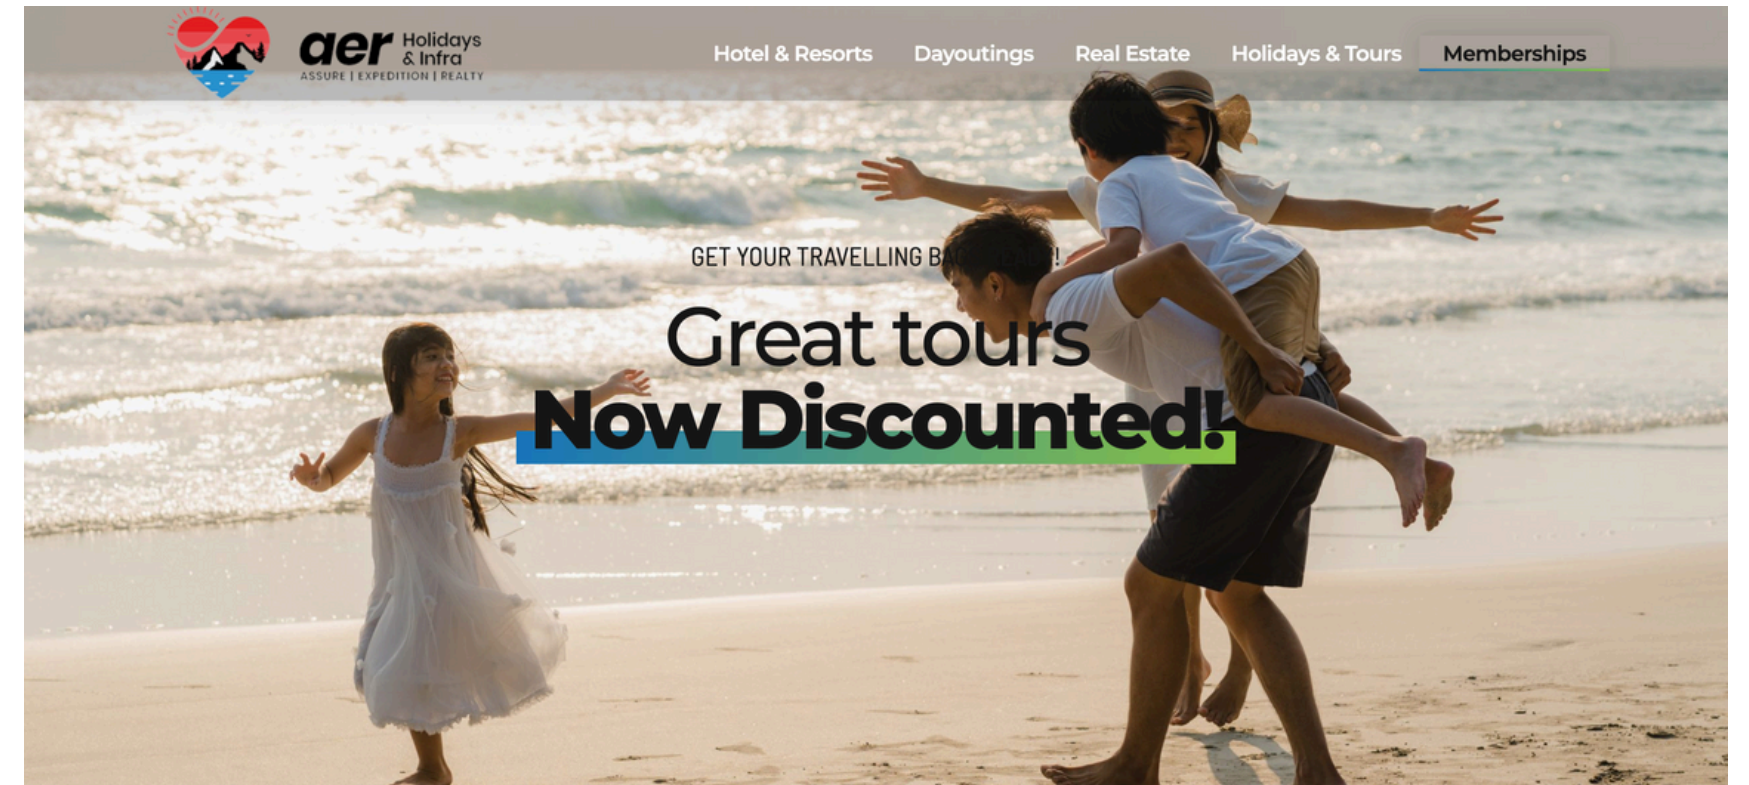 aer Holidays
& Infra
ASSURE | EXPEDITION | REALTY
Hotel & Resorts Dayoutings Real Estate Holidays & Tours Memberships
GET YOUR TRAVELLING !
Great tours
Now Discounted!